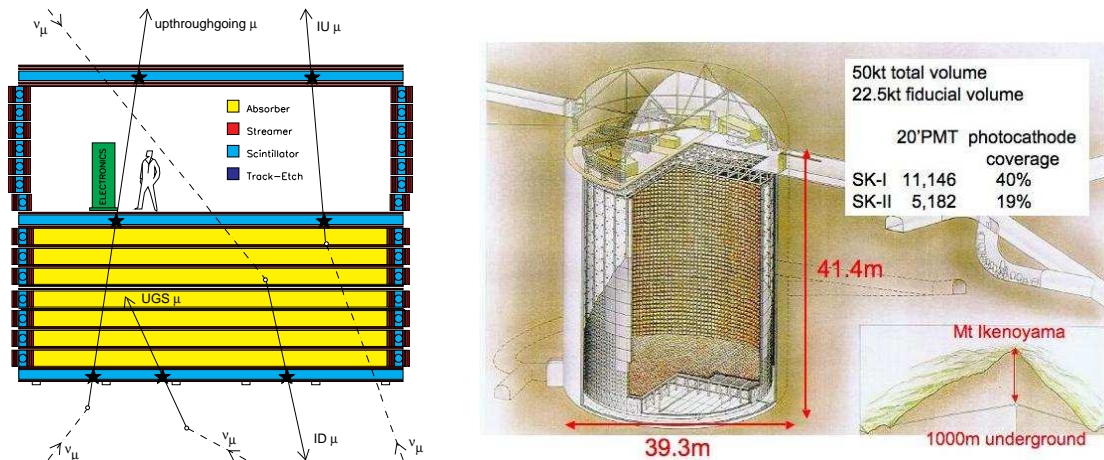 ν_μ
upthroughgoing μ
IU μ
Absorber
Streamer
Scintillator
Track-Etch
ELECTRONICS
UGS μ
ν_μ
ν_μ
ID μ
ν_μ
50kt total volume
22.5kt fiducial volume
20'PMT photocathode
coverage
SK-I 11,146 40%
SK-II 5,182 19%
41.4m
39.3m
Mt Ikenoyama
1000m underground